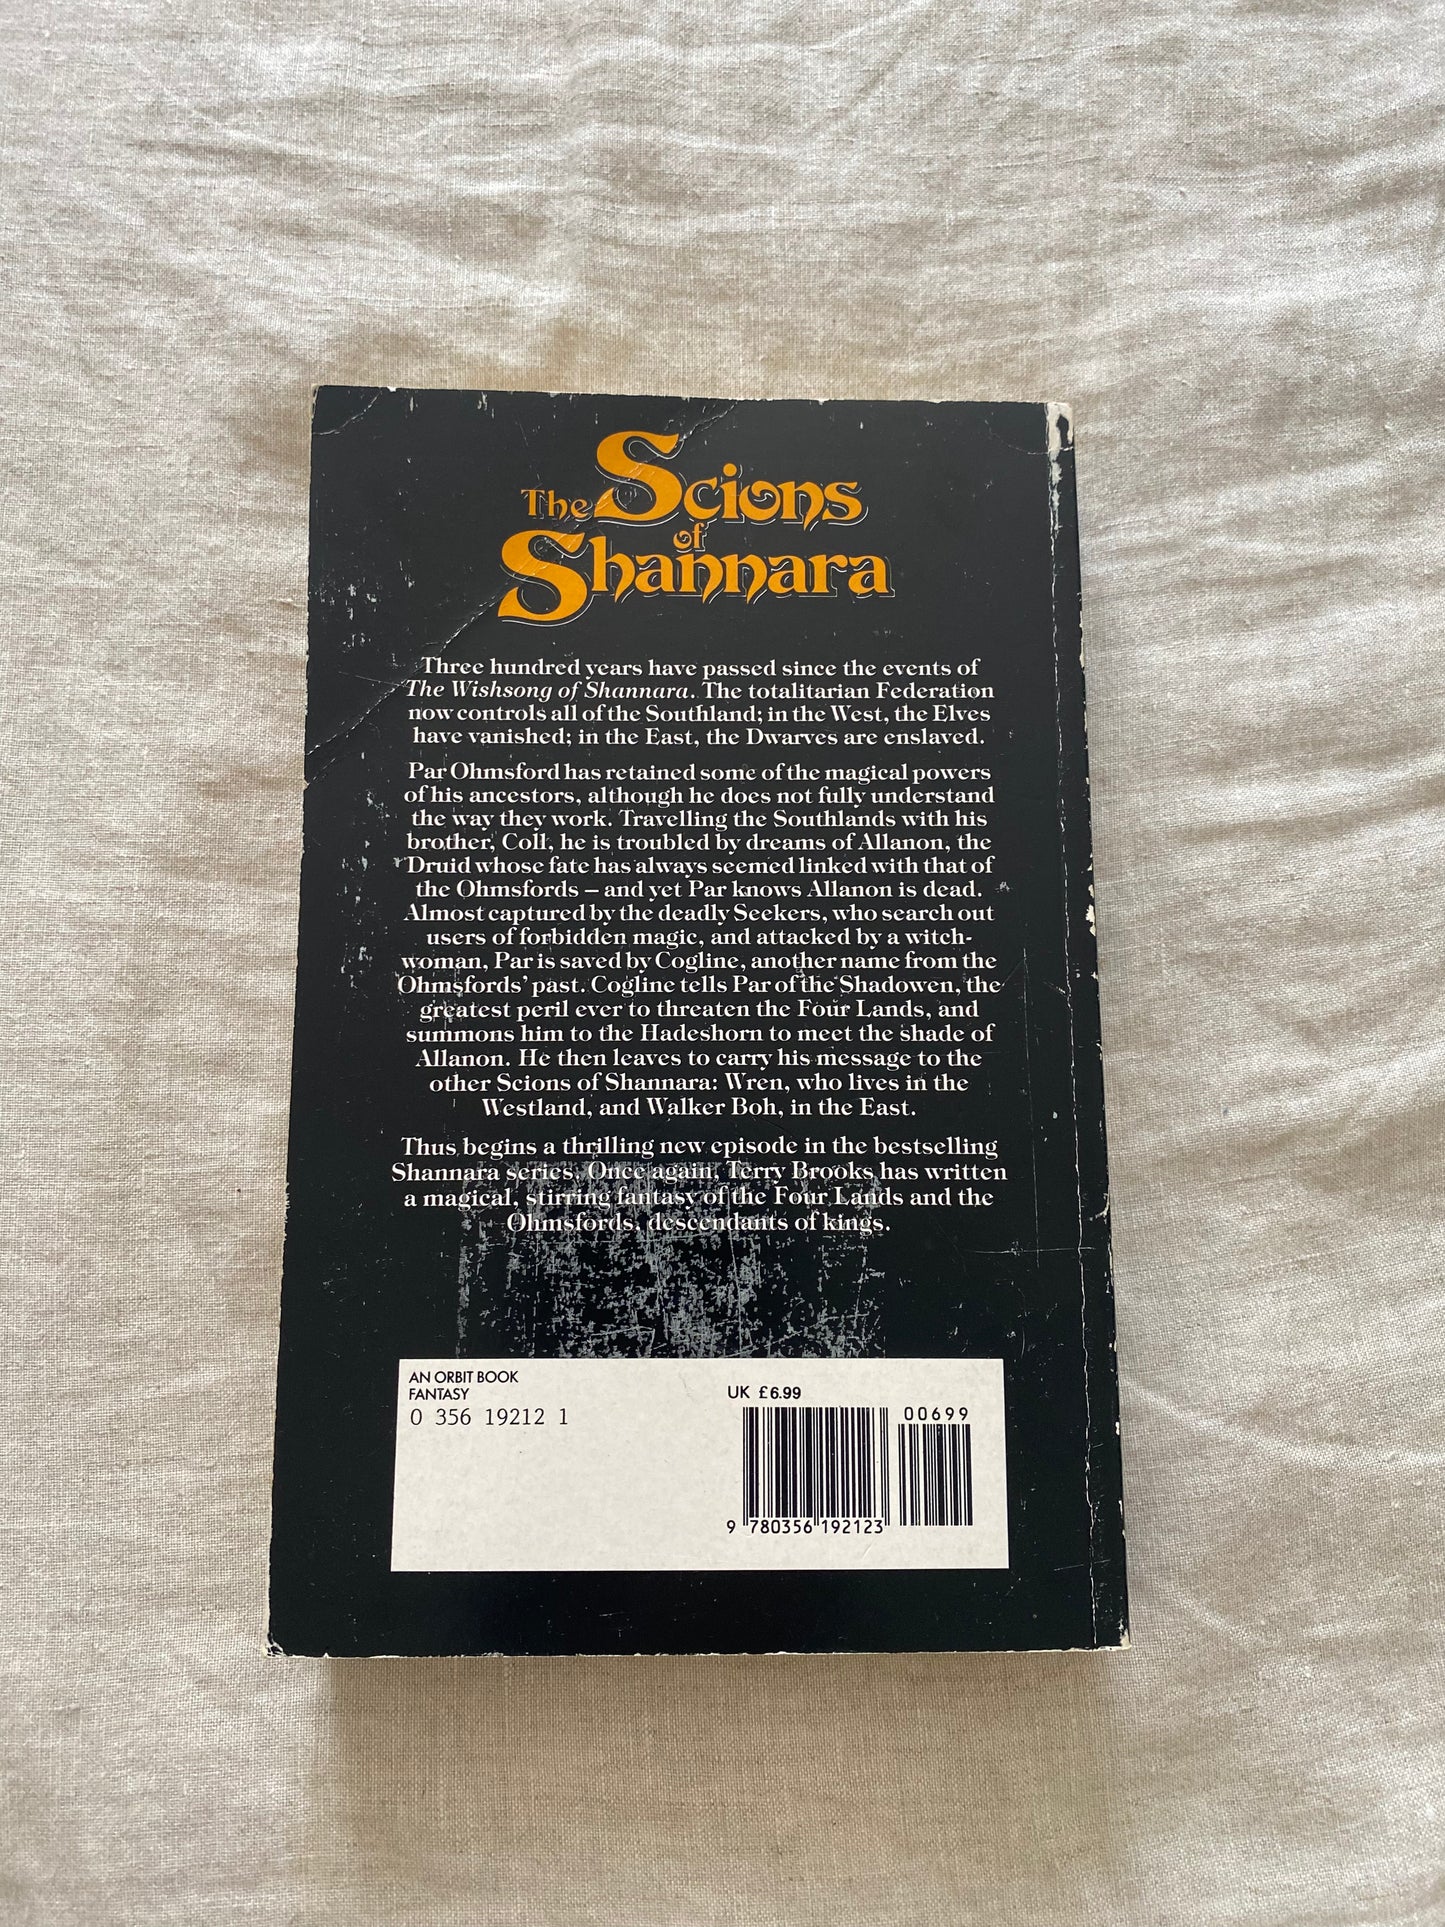 The Scions
of
Shannara
Three hundred years have passed since the events of
The Wishsong of Shannara. The totalitarian Federation
now controls all of the Southland; in the West, the Elves
have vanished; in the East, the Dwarves are enslaved.
Par Ohmsford has retained some of the magical powers
of his ancestors, although he does not fully understand
the way they work. Travelling the Southlands with his
brother, Coll, he is troubled by dreams of Allanon, the
Druid whose fate has always seemed linked with that of
the Ohmsfords – and yet Par knows Allanon is dead.
Almost captured by the deadly Seekers, who search out
users of forbidden magic, and attacked by a witch-
woman, Par is saved by Cogline, another name from the
Ohmsfords' past. Cogline tells Par of the Shadowen, the
greatest peril ever to threaten the Four Lands, and
summons him to the Hadeshorn to meet the shade of
Allanon. He then leaves to carry his message to the
other Scions of Shannara: Wren, who lives in the
Westland, and Walker Boh, in the East.
Thus begins a thrilling new episode in the bestselling
Shannara series. Once again, Terry Brooks has written
a magical, stirring fantasy of the Four Lands and the
Ohmsfords, descendants of kings.
AN ORBIT BOOK
FANTASY
0 356 19212 1
UK £6.99
00699
9 780356 192123